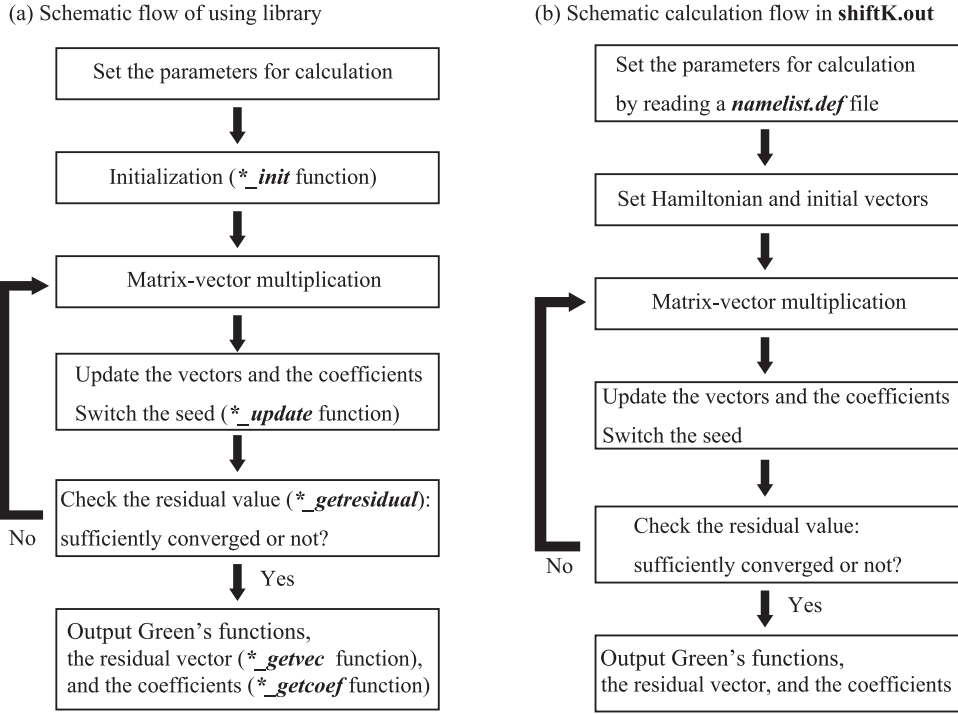 (a) Schematic flow of using library
Set the parameters for calculation
Initialization (*_init function)
Matrix-vector multiplication
Update the vectors and the coefficients
Switch the seed (*_update function)
Check the residual value (*_getresidual):
sufficiently converged or not?
No
Yes
Output Green’s functions,
the residual vector (*_getvec function),
and the coefficients (*_getcoef function)
(b) Schematic calculation flow in shiftK.out
Set the parameters for calculation
by reading a namelist.def file
Set Hamiltonian and initial vectors
Matrix-vector multiplication
Update the vectors and the coefficients
Switch the seed
Check the residual value:
sufficiently converged or not?
No
Yes
Output Green’s functions,
the residual vector, and the coefficients